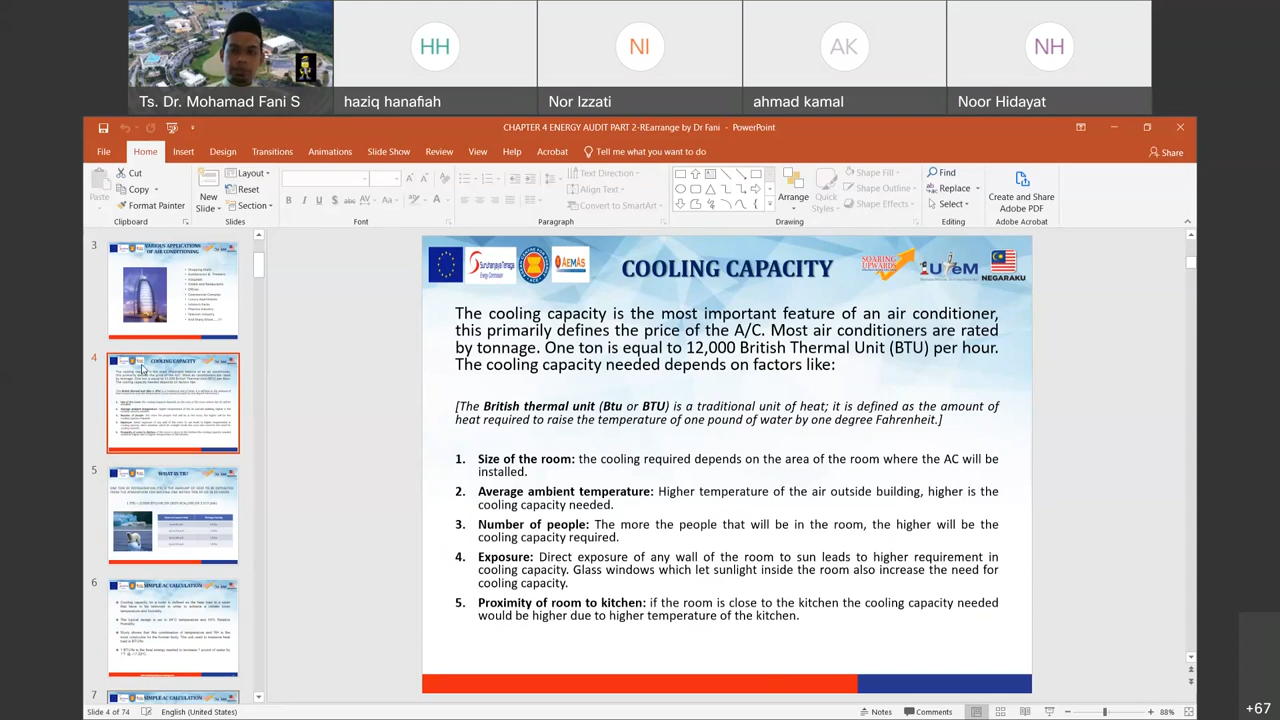 HH
NI
AK
NH
Ts. Dr. Mohamad Fani S
haziq hanafiah
Nor Izzati
ahmad kamal
Noor Hidayat
CHAPTER 4 ENERGY AUDIT PART 2-REarrange by Dr Fani - PowerPoint
File Home Insert Design Transitions Animations Slide Show Review View Help Acrobat Tell me what you want to do Share
Paste
Cut
Copy
Format Painter
Clipboard
New
Slide
Layout
Reset
Section
Slides
Font
Text Direction
Align Text
Convert to SmartArt
Paragraph
Arrange
Quick
Styles
Shape Fill
Shape Outline
Shape Effects
Drawing
Find
Replace
Select
Editing
Create and Share
Adobe PDF
Adobe Acrobat
3
VARIOUS APPLICATIONS
OF AIR CONDITIONING
4
COOLING CAPACITY
5
WHAT IS TR?
6
SIMPLE AC CALCULATION
7
SIMPLE AC CALCULATION
Suruhanjaya Tenaga
Energy Commission
AEMAS
COOLING CAPACITY
SOARING
UPWARDS
UTeM
NEGARAKU
The cooling capacity is the most important feature of an air conditioner,
this primarily defines the price of the A/C. Most air conditioners are rated
by tonnage. One ton is equal to 12,000 British Thermal Unit (BTU) per hour.
The cooling capacity needed depends on factors like
[The British thermal unit (Btu or BTU) is a traditional unit of heat; it is defined as the amount of
heat required to raise the temperature of one pound of water by one degree Fahrenheit.]
1. Size of the room: the cooling required depends on the area of the room where the AC will be
installed.
2. Average ambient temperature: Higher temperature of the air outside building, higher is the
cooling capacity needed.
3. Number of people: The more the people that will be in the room, the higher will be the
cooling capacity required.
4. Exposure: Direct exposure of any wall of the room to sun leads to higher requirement in
cooling capacity. Glass windows which let sunlight inside the room also increase the need for
cooling capacity,
5. Proximity of room to kitchen: If the room is close to the kitchen, the cooling capacity needed
would be higher due to higher temperature of the kitchen.
Slide 4 of 74 English (United States) Notes Comments 88%
+67